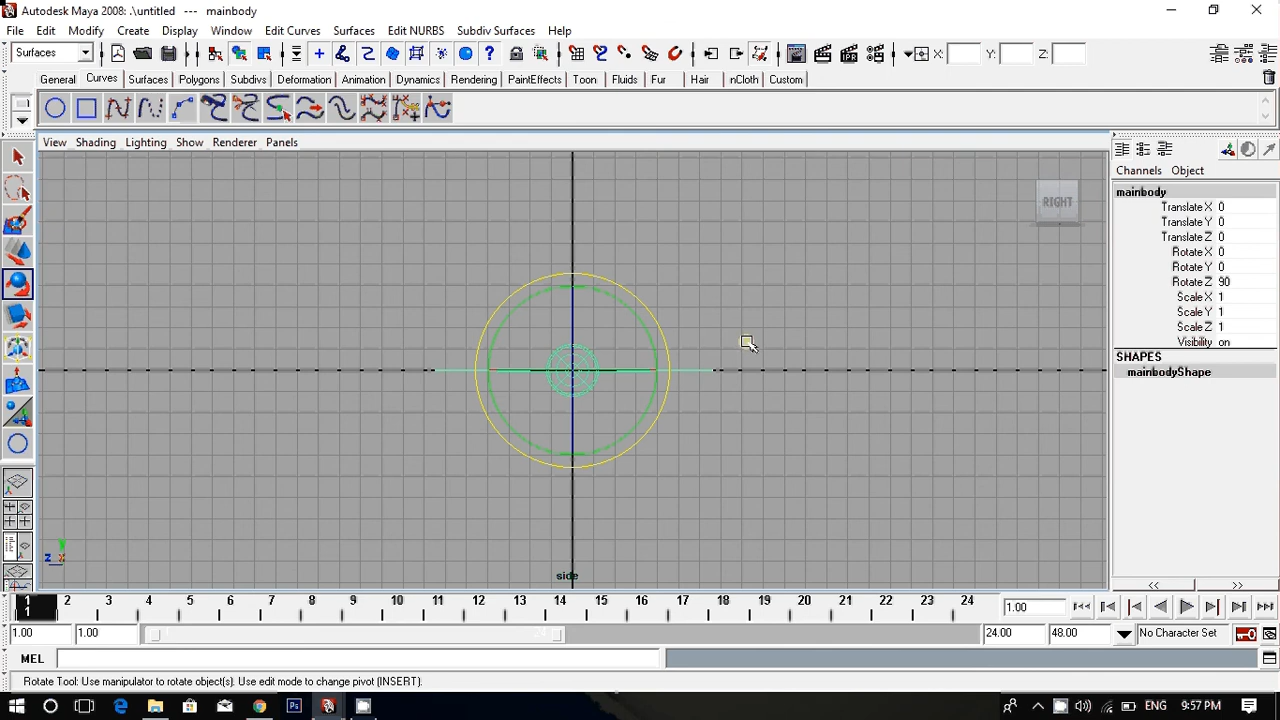 Autodesk Maya 2008: .\untitled --- mainbody
File Edit Modify Create Display Window Edit Curves Surfaces Edit NURBS Subdiv Surfaces Help
Surfaces X: Y: Z:
General Curves Surfaces Polygons Subdivs Deformation Animation Dynamics Rendering PaintEffects Toon Fluids Fur Hair nCloth Custom
View Shading Lighting Show Renderer Panels
Channels Object
mainbody
RIGHT
Translate X 0
Translate Y 0
Translate Z 0
Rotate X 0
Rotate Y 0
Rotate Z 90
Scale X 1
Scale Y 1
Scale Z 1
Visibility on
SHAPES
mainbodyShape
z x
side
1 2 3 4 5 6 7 8 9 10 11 12 13 14 15 16 17 18 19 20 21 22 23 24
1
1.00
1.00 1.00 24 24.00 48.00 No Character Set
MEL
Rotate Tool: Use manipulator to rotate object(s). Use edit mode to change pivot (INSERT).
ENG 9:57 PM